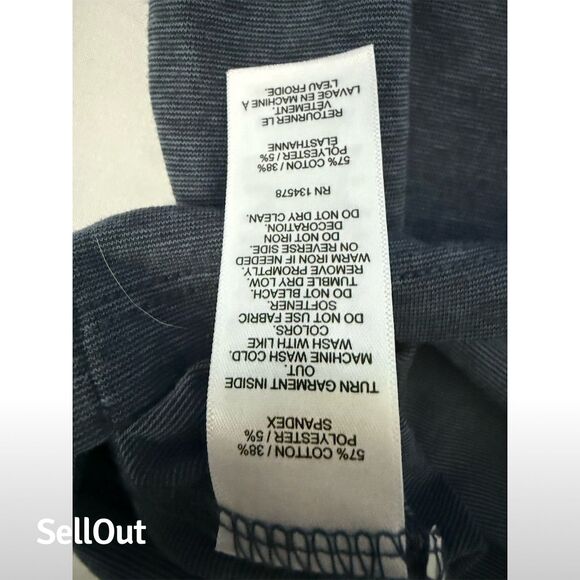 57% COTTON / 38%
POLYESTER / 5%
SPANDEX
TURN GARMENT INSIDE
OUT.
MACHINE WASH COLD.
WASH WITH LIKE
COLORS.
DO NOT USE FABRIC
SOFTENER.
DO NOT BLEACH.
TUMBLE DRY LOW.
REMOVE PROMPTLY.
WARM IRON IF NEEDED
ON REVERSE SIDE.
DO NOT IRON
DECORATION.
DO NOT DRY CLEAN.
RN 134578
57% COTON / 38%
POLYESTER / 5%
ÉLASTHANNE
RETOURNER LE
VÊTEMENT.
LAVAGE EN MACHINE À
L'EAU FROIDE.
SellOut